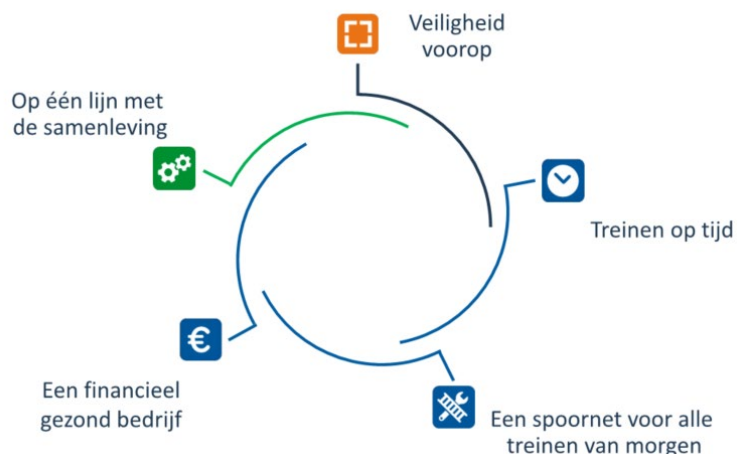 Veiligheid
voorop
Treinen op tijd
Een spoornet voor alle
treinen van morgen
€
Een financieel
gezond bedrijf
Op één lijn met
de samenleving